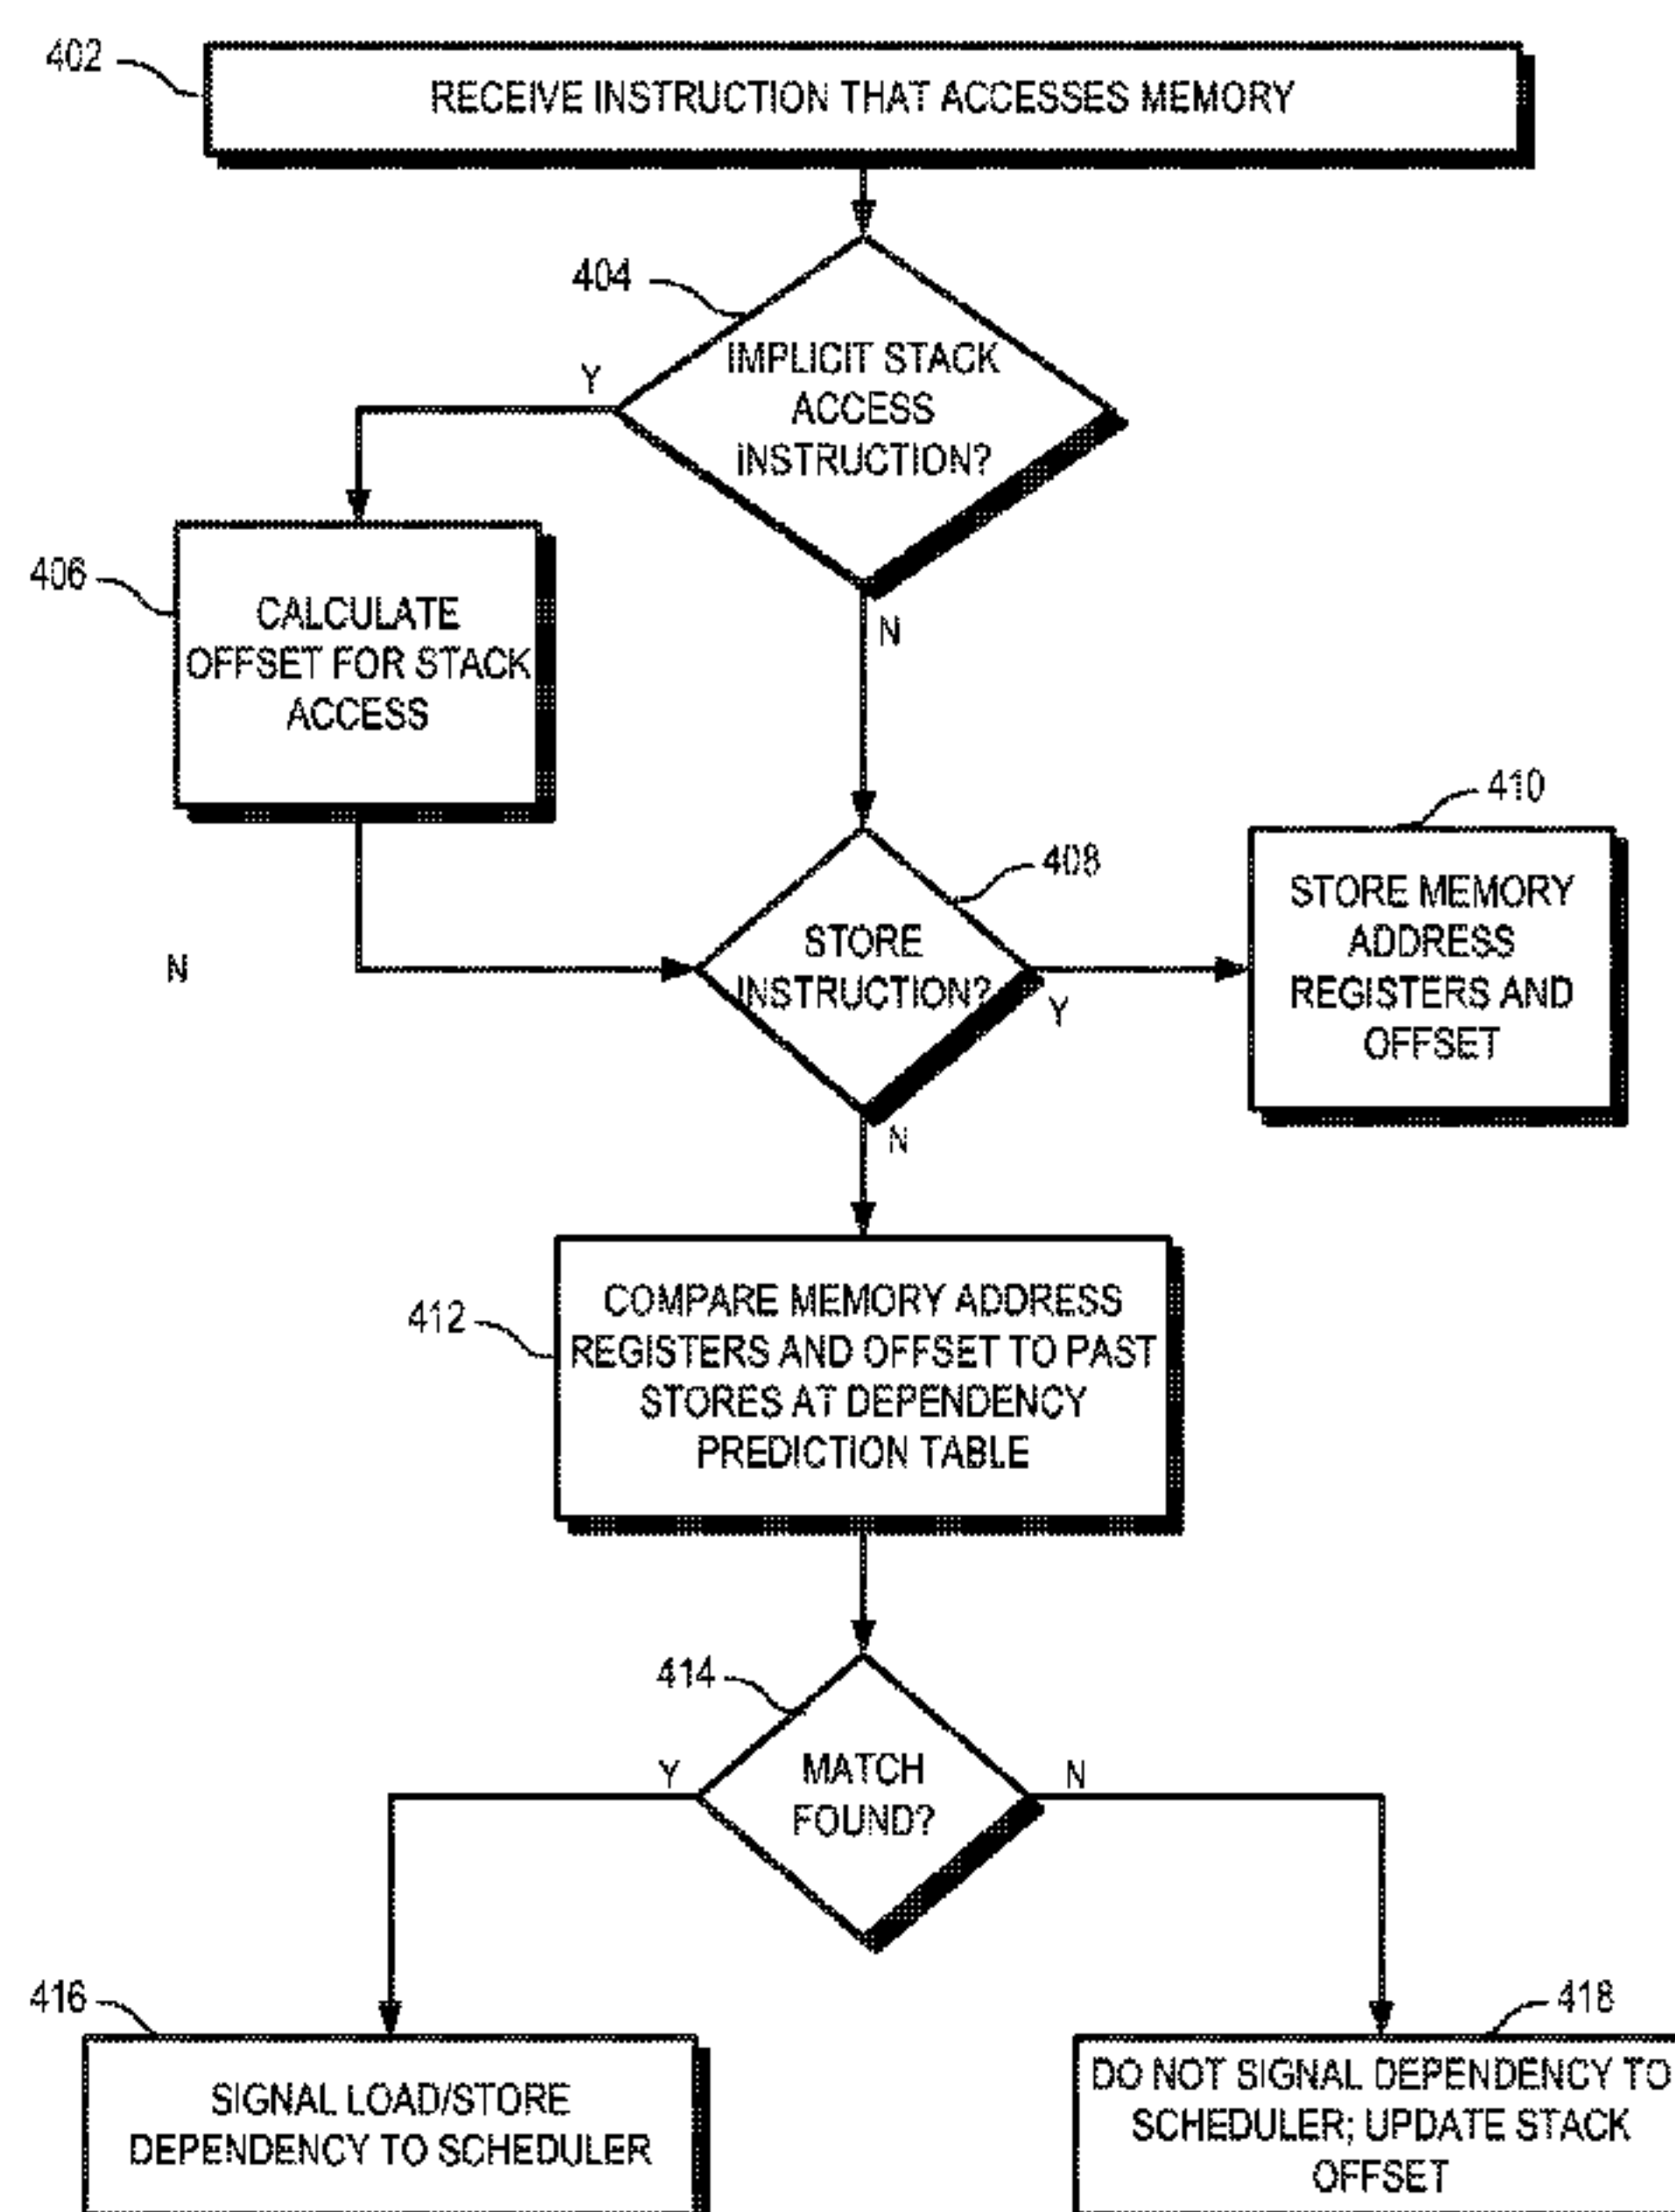 402
RECEIVE INSTRUCTION THAT ACCESSES MEMORY
404
IMPLICIT STACK
ACCESS
INSTRUCTION?
Y
N
406
CALCULATE
OFFSET FOR STACK
ACCESS
N
408
STORE
INSTRUCTION?
Y
N
410
STORE MEMORY
ADDRESS
REGISTERS AND
OFFSET
412
COMPARE MEMORY ADDRESS
REGISTERS AND OFFSET TO PAST
STORES AT DEPENDENCY
PREDICTION TABLE
414
MATCH
FOUND?
Y
N
416
SIGNAL LOAD/STORE
DEPENDENCY TO SCHEDULER
418
DO NOT SIGNAL DEPENDENCY TO
SCHEDULER; UPDATE STACK
OFFSET